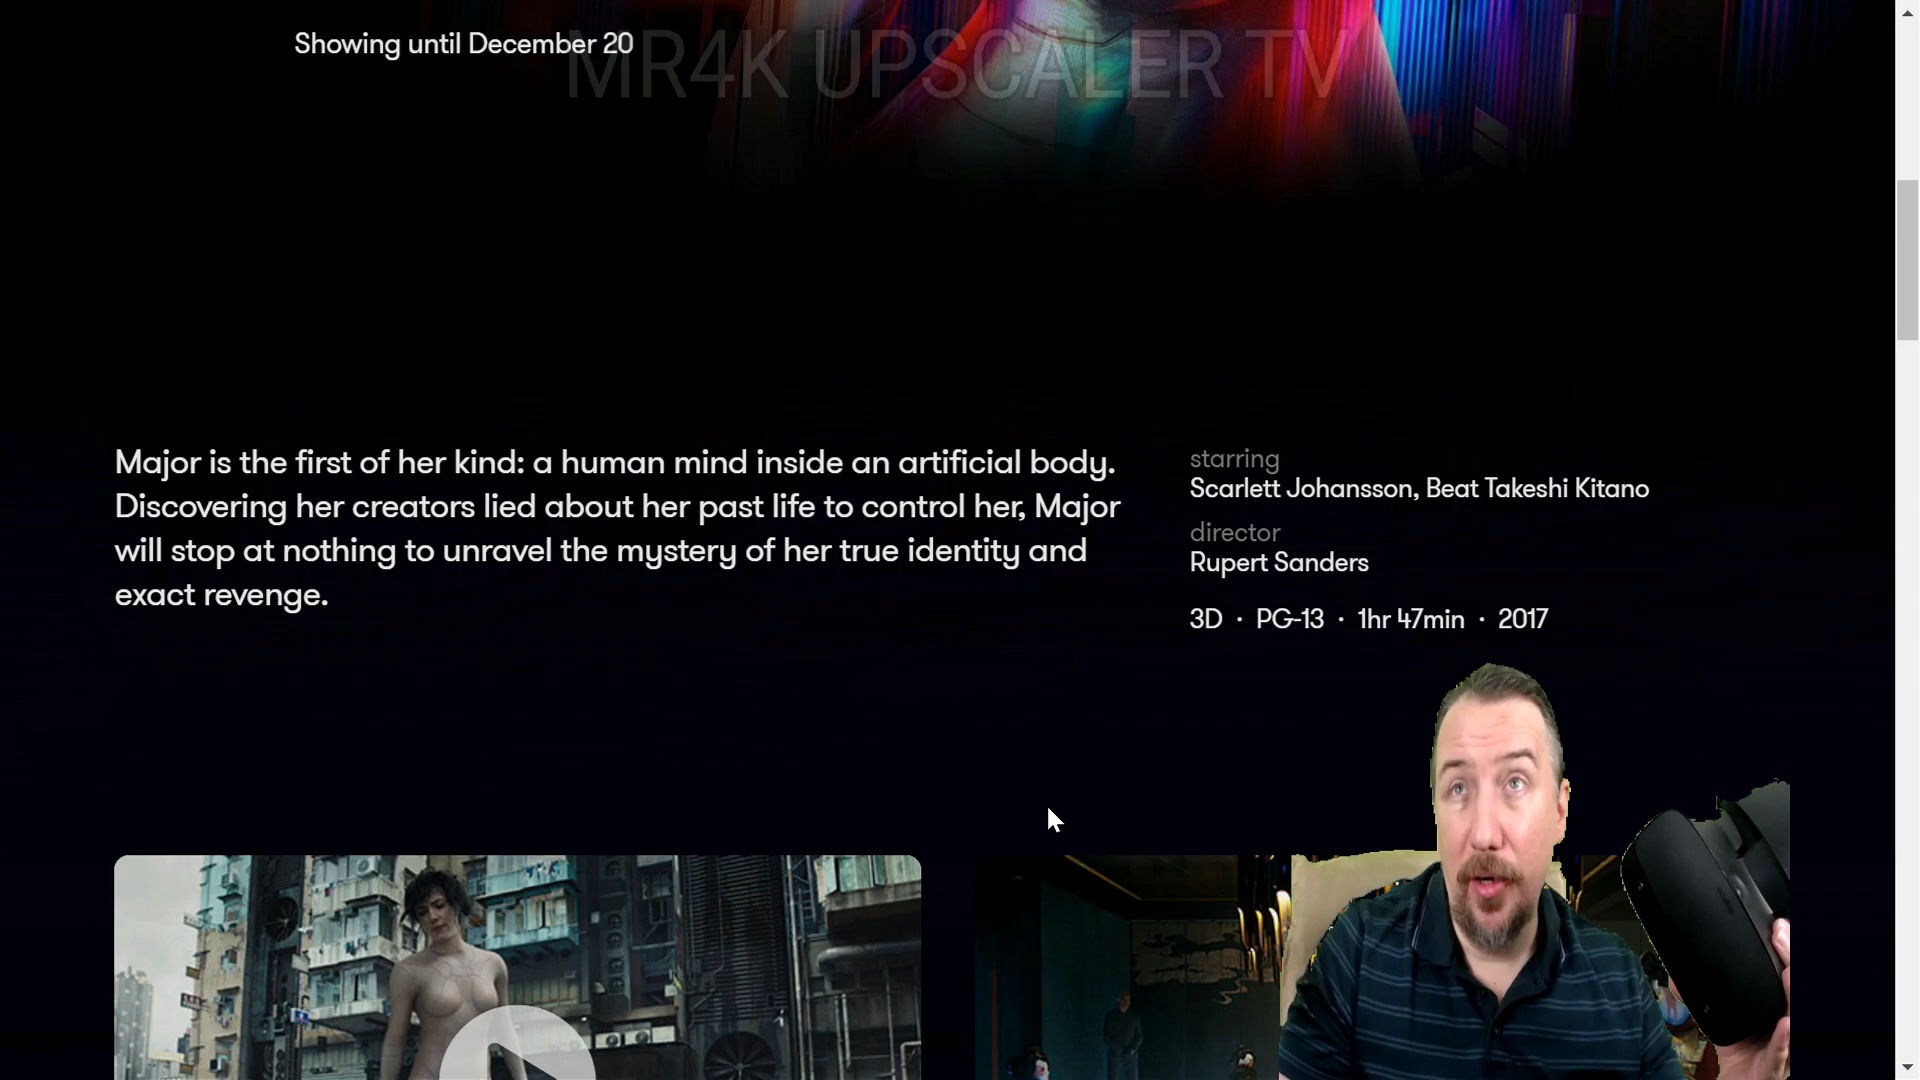 Showing until December 20
MR4K UPSCALER TV
Major is the first of her kind: a human mind inside an artificial body.
Discovering her creators lied about her past life to control her, Major
will stop at nothing to unravel the mystery of her true identity and
exact revenge.
starring
Scarlett Johansson, Beat Takeshi Kitano
director
Rupert Sanders
3D · PG-13 · 1hr 47min · 2017